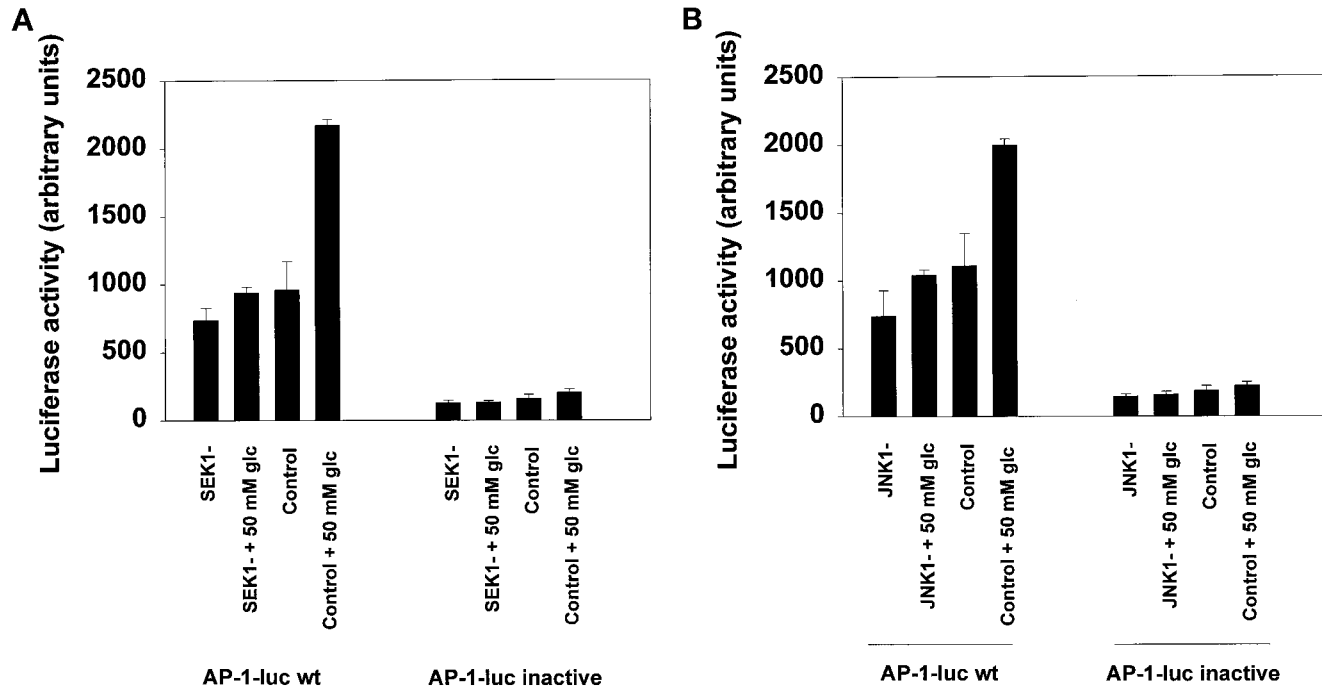 A
Luciferase activity (arbitrary units)
2500
2000
1500
1000
500
0
SEK1-
SEK1- + 50 mM glc
Control
Control + 50 mM glc
SEK1-
SEK1- + 50 mM glc
Control
Control + 50 mM glc
AP-1-luc wt
AP-1-luc inactive
B
Luciferase activity (arbitrary units)
2500
2000
1500
1000
500
0
JNK1-
JNK1- + 50 mM glc
Control
Control + 50 mM glc
JNK1-
JNK1- + 50 mM glc
Control
Control + 50 mM glc
AP-1-luc wt
AP-1-luc inactive